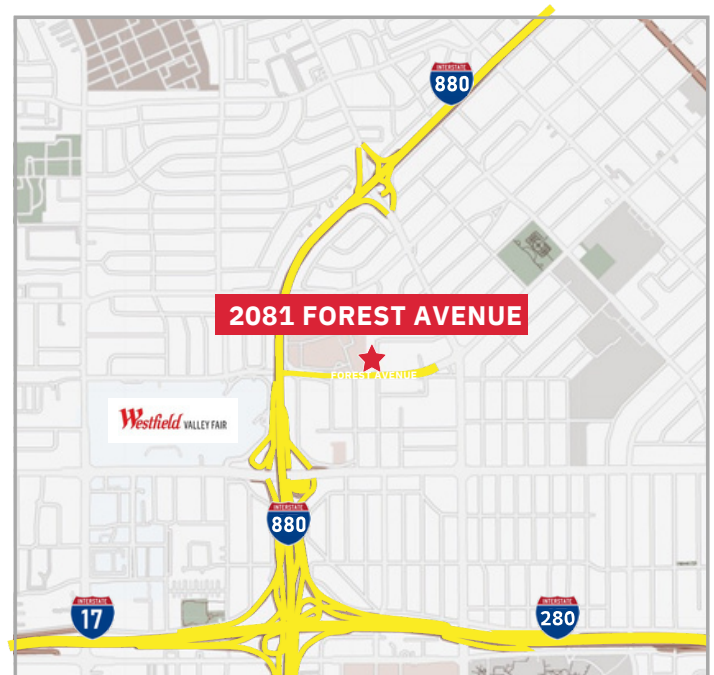 INTERSTATE
880
2081 FOREST AVENUE
FOREST AVENUE
Westfield VALLEY FAIR
INTERSTATE
880
INTERSTATE
17
INTERSTATE
280